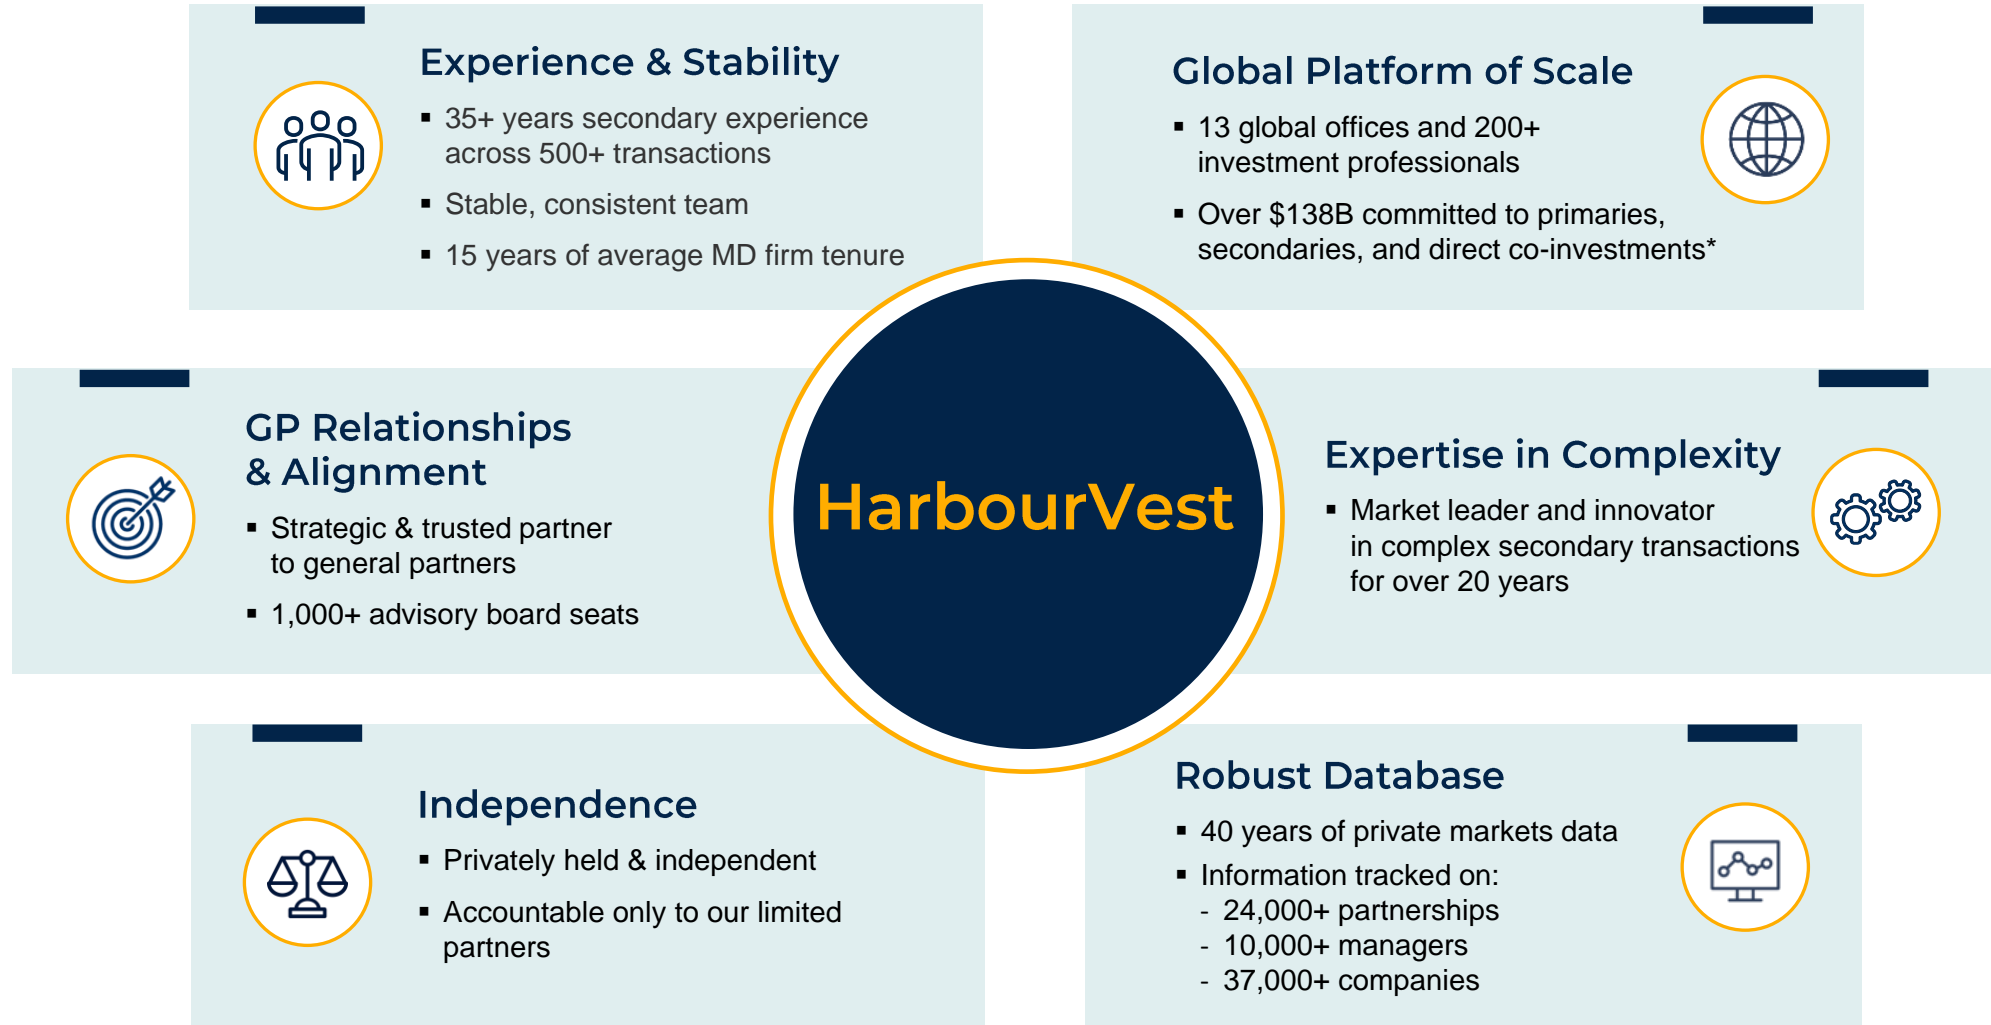 Experience & Stability
▪ 35+ years secondary experience
across 500+ transactions
▪ Stable, consistent team
▪ 15 years of average MD firm tenure
Global Platform of Scale
▪ 13 global offices and 200+
investment professionals
▪ Over $138B committed to primaries,
secondaries, and direct co-investments*
GP Relationships
& Alignment
▪ Strategic & trusted partner
to general partners
▪ 1,000+ advisory board seats
HarbourVest
Expertise in Complexity
▪ Market leader and innovator
in complex secondary transactions
for over 20 years
Independence
▪ Privately held & independent
▪ Accountable only to our limited
partners
Robust Database
▪ 40 years of private markets data
▪ Information tracked on:
- 24,000+ partnerships
- 10,000+ managers
- 37,000+ companies